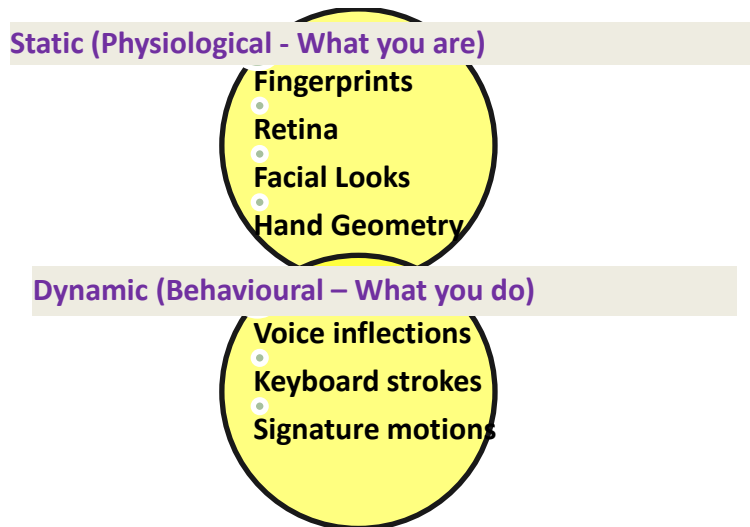 Static (Physiological - What you are)
Fingerprints
Retina
Facial Looks
Hand Geometry
Dynamic (Behavioural – What you do)
Voice inflections
Keyboard strokes
Signature motions